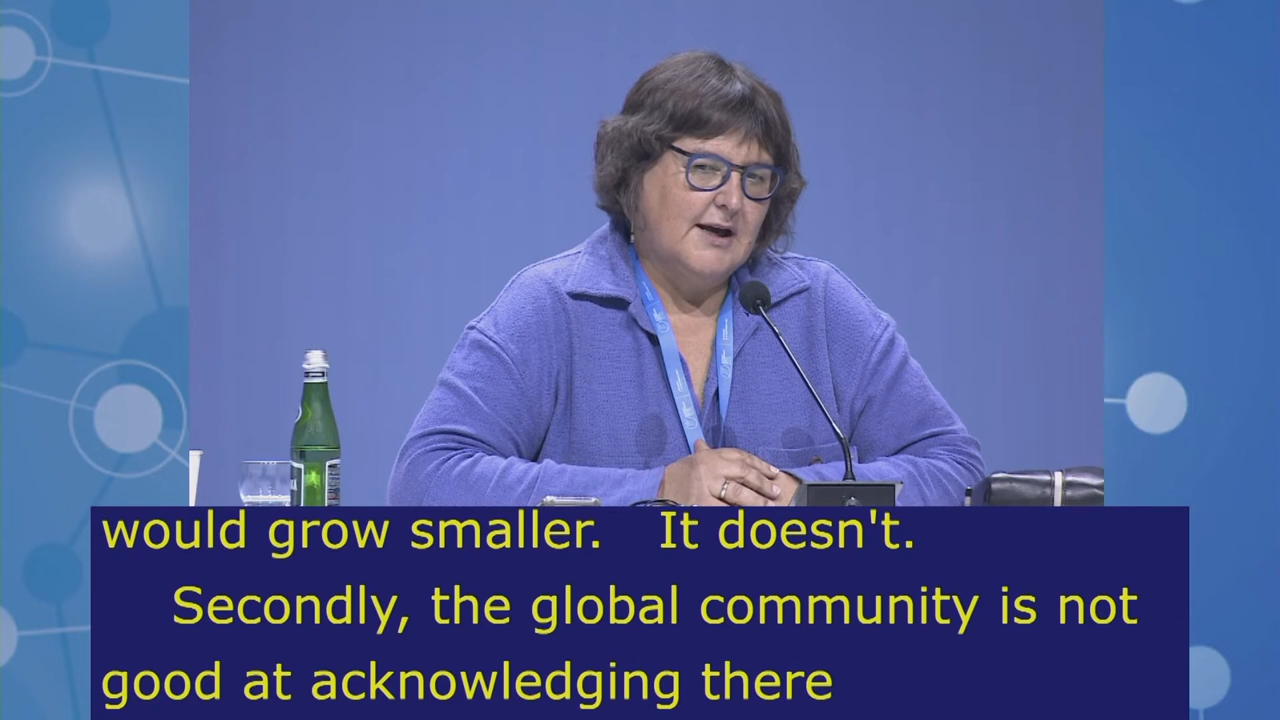 would grow smaller. It doesn't.
Secondly, the global community is not
good at acknowledging there